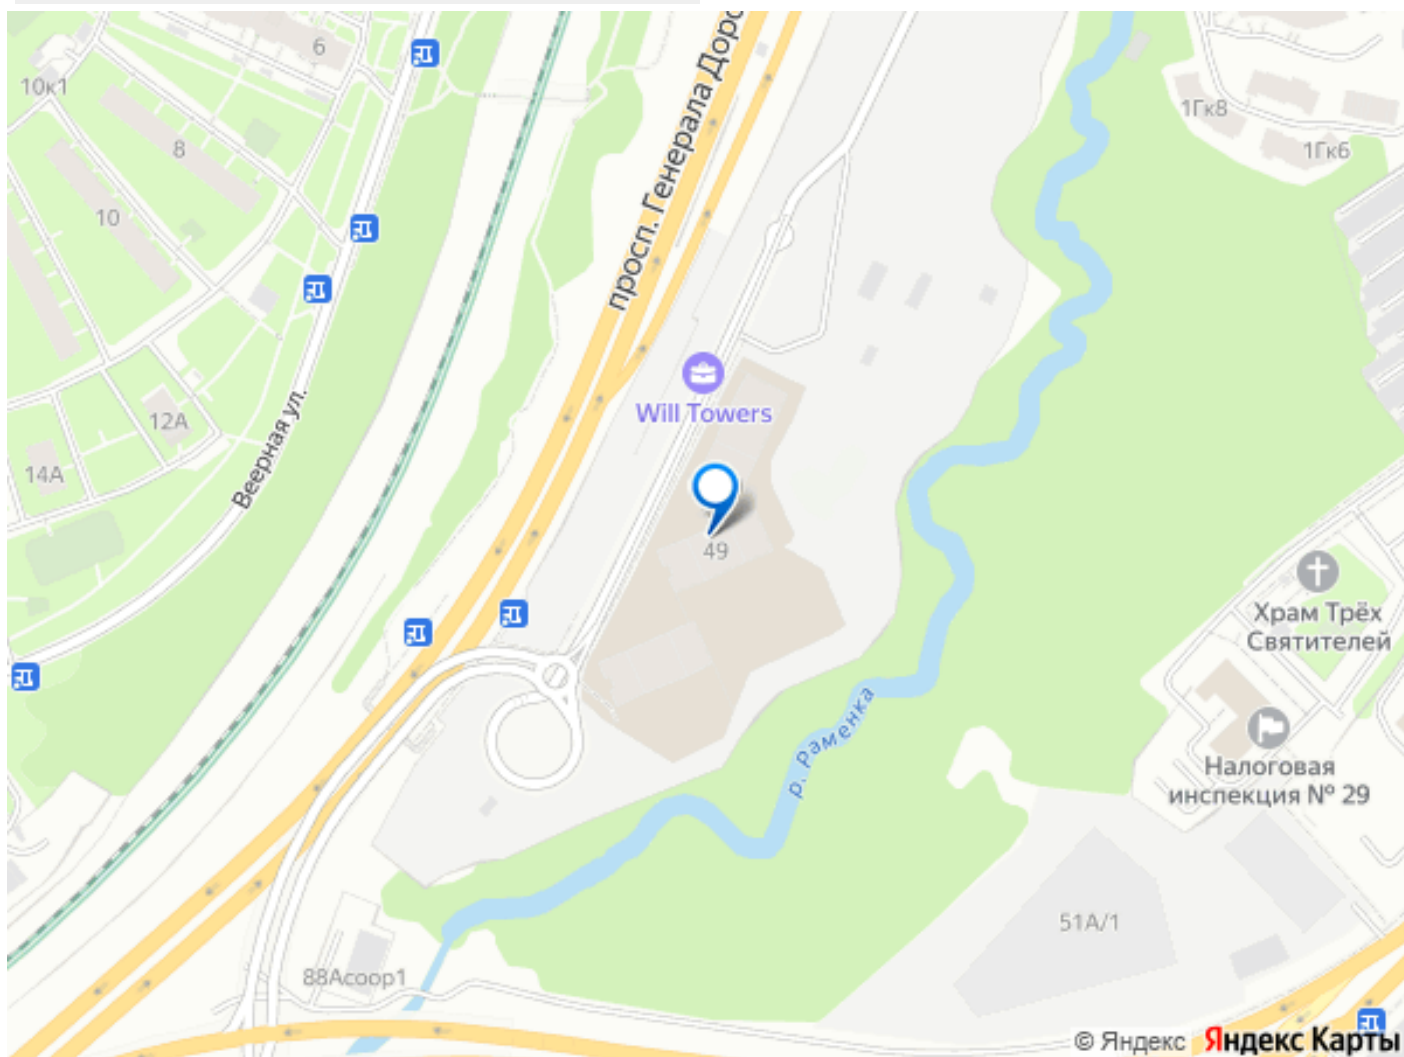 6
10к1
8
10
1Гк8
1Гк6
просп. Генерала Доро
Will Towers
12А
Веерная ул.
14А
49
Храм Трёх
Святителей
р. Раменка
Налоговая
инспекция № 29
51А/1
88Асоор1
© Яндекс Яндекс Карты